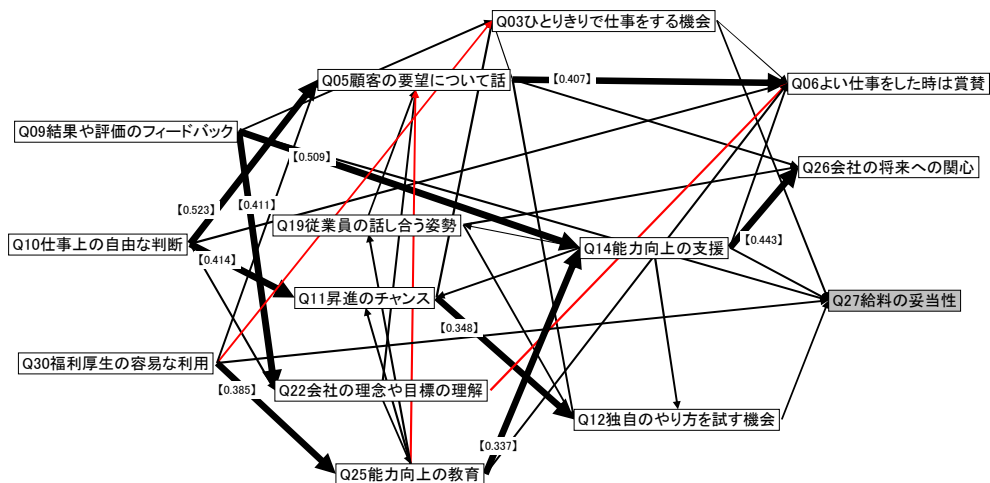 Q03ひとりきりで仕事をする機会
Q05顧客の要望について話
【0.407】
Q06よい仕事をした時は賞賛
Q09結果や評価のフィードバック
【0.509】
Q26会社の将来への関心
【0.523】
【0.411】
Q19従業員の話し合う姿勢
Q10仕事上の自由な判断
Q14能力向上の支援
【0.443】
【0.414】
Q11昇進のチャンス
Q27給料の妥当性
【0.348】
Q30福利厚生の容易な利用
【0.385】
Q22会社の理念や目標の理解
Q12独自のやり方を試す機会
【0.337】
Q25能力向上の教育